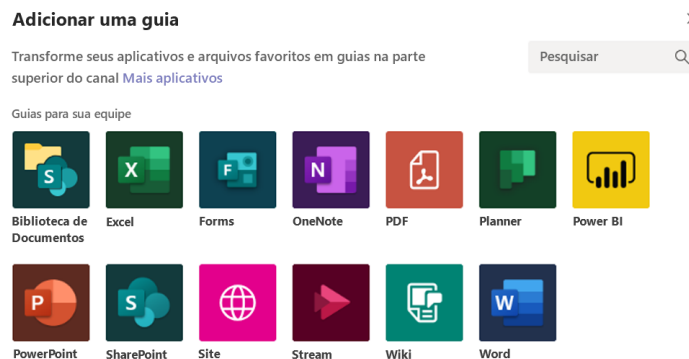 Adicionar uma guia
Transforme seus aplicativos e arquivos favoritos em guias na parte
superior do canal Mais aplicativos
Pesquisar
Guias para sua equipe
S
X
F
N
Biblioteca de
Documentos
Excel
Forms
OneNote
PDF
Planner
Power BI
P
S
W
PowerPoint
SharePoint
Site
Stream
Wiki
Word